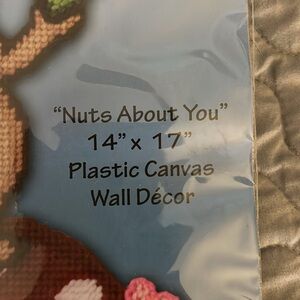 “Nuts About You”
14” x 17”
Plastic Canvas
Wall Décor